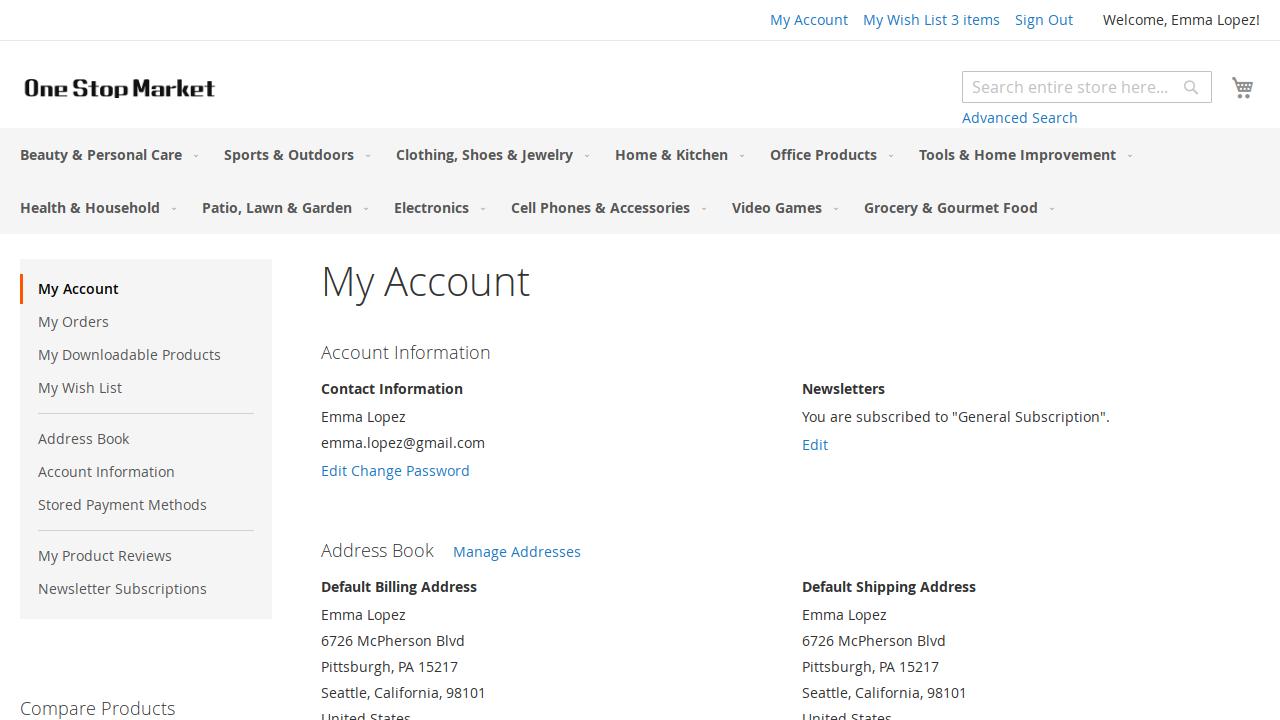 My Account My Wish List 3 items Sign Out Welcome, Emma Lopez!
One Stop Market
Search entire store here...
Advanced Search
Beauty & Personal Care Sports & Outdoors Clothing, Shoes & Jewelry Home & Kitchen Office Products Tools & Home Improvement
Health & Household Patio, Lawn & Garden Electronics Cell Phones & Accessories Video Games Grocery & Gourmet Food
My Account
My Orders
My Downloadable Products
My Wish List
Address Book
Account Information
Stored Payment Methods
My Product Reviews
Newsletter Subscriptions
Compare Products
My Account
Account Information
Contact Information
Emma Lopez
emma.lopez@gmail.com
Edit Change Password
Newsletters
You are subscribed to "General Subscription".
Edit
Address Book Manage Addresses
Default Billing Address
Emma Lopez
6726 McPherson Blvd
Pittsburgh, PA 15217
Seattle, California, 98101
United States
Default Shipping Address
Emma Lopez
6726 McPherson Blvd
Pittsburgh, PA 15217
Seattle, California, 98101
United States